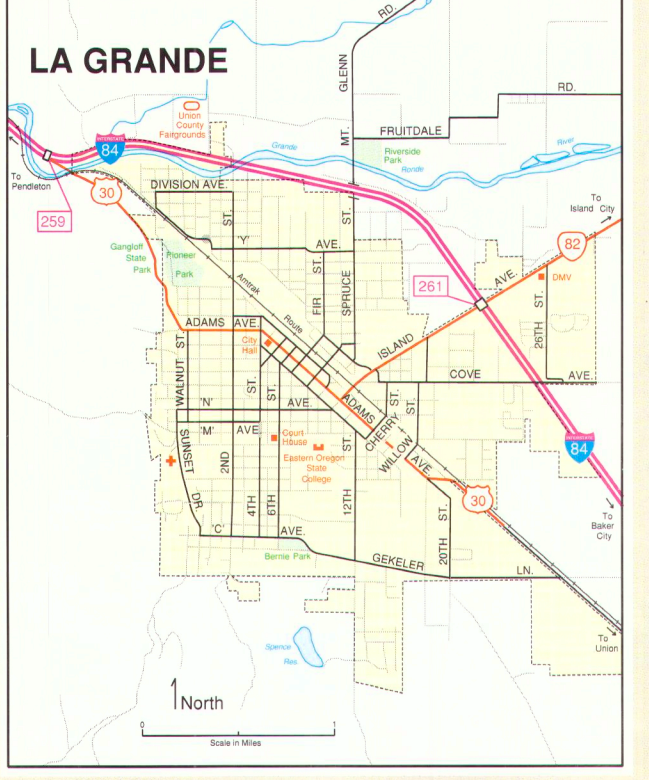 RD.
LA GRANDE
GLENN
RD.
Union
County
Fairgrounds
FRUITDALE
MT.
INTERSTATE
84
Grande
River
Riverside
Park
Ronde
To
Pendleton
30
DIVISION AVE.
259
ST.
ST.
To
Island City
'Y'
AVE.
82
Gangloff
State
Park
Pioneer
Park
ST.
AVE.
DMV
Amtrak
Route
261
FIR
SPRUCE
ST.
26TH
ADAMS AVE.
City
Hall
ISLAND
ST.
WALNUT
COVE
AVE.
ST.
ST.
'N'
AVE.
ADAMS
ST.
ST.
'M'
AVE.
CHERRY
WILLOW
SUNSET
Court
House
Eastern Oregon
State
College
ST.
INTERSTATE
84
2ND
AVE.
DR.
4TH
6TH
12TH
30
ST.
To
Baker
City
'C'
AVE.
20TH
Bernie Park
GEKELER
LN.
To
Union
Spence
Res
North
0
1
Scale in Miles